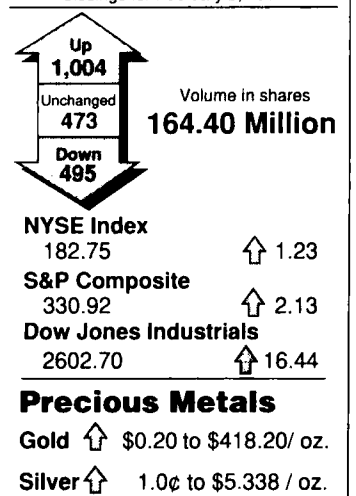 Up
1,004
Unchanged
473
Down
495
Volume in shares
164.40 Million
NYSE Index
182.75 1.23
S&P Composite
330.92 2.13
Dow Jones Industrials
2602.70 16.44
Precious Metals
Gold $0.20 to $418.20/ oz.
Silver 1.0¢ to $5.338 / oz.